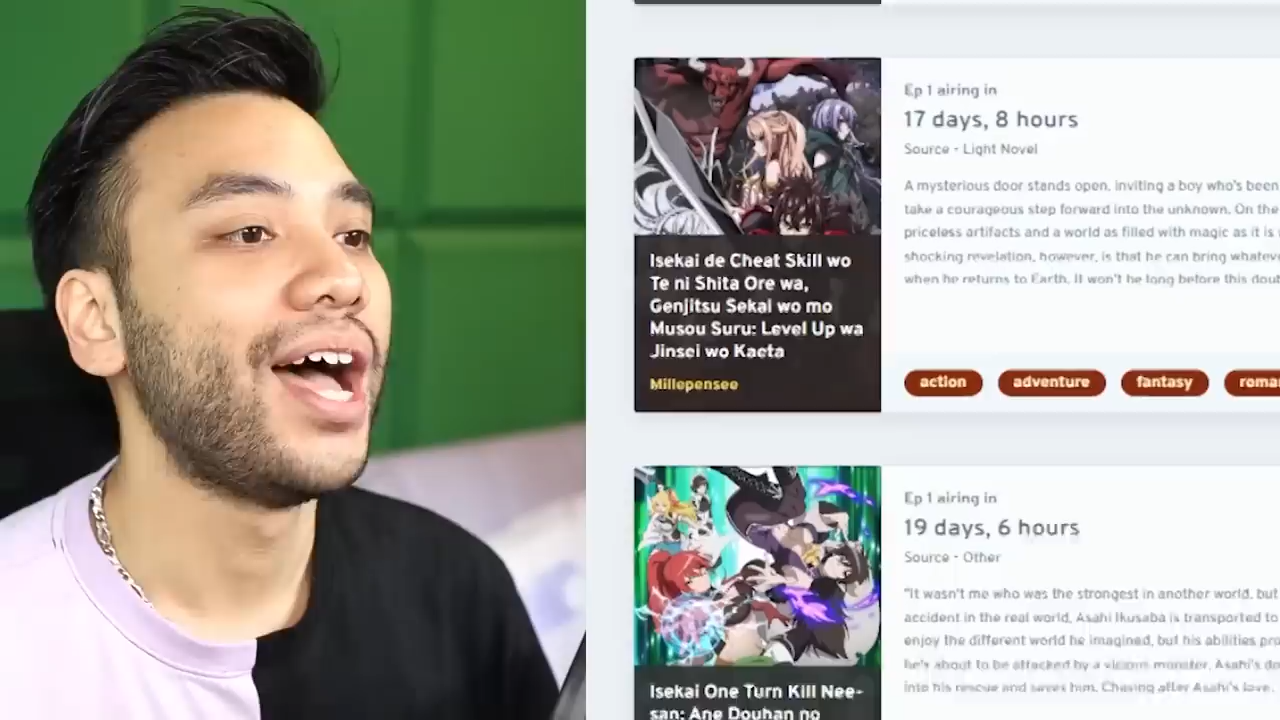 Ep 1 airing in
17 days, 8 hours
Source - Light Novel
A mysterious door stands open, inviting a boy who's been
take a courageous step forward into the unknown. On the
priceless artifacts and a world as filled with magic as it is
shocking revelation, however, is that he can bring whatev
when he returns to Earth. It won't be long before this dou
Isekai de Cheat Skill wo
Te ni Shita Ore wa,
Genjitsu Sekai wo mo
Musou Suru: Level Up wa
Jinsei wo Kaeta
Millepensee
action
adventure
fantasy
roma
Ep 1 airing in
19 days, 6 hours
Source - Other
"It wasn't me who was the strongest in another world, but
accident in the real world, Asahi Ikusaba is transported to
enjoy the different world he imagined, but his abilities pro
he's about to be attacked by a vicious monster, Asahi's do
into his rescue and saves him. Chasing after Asahi's love,
Isekai One Turn Kill Nee-
san: Ane Douhan no